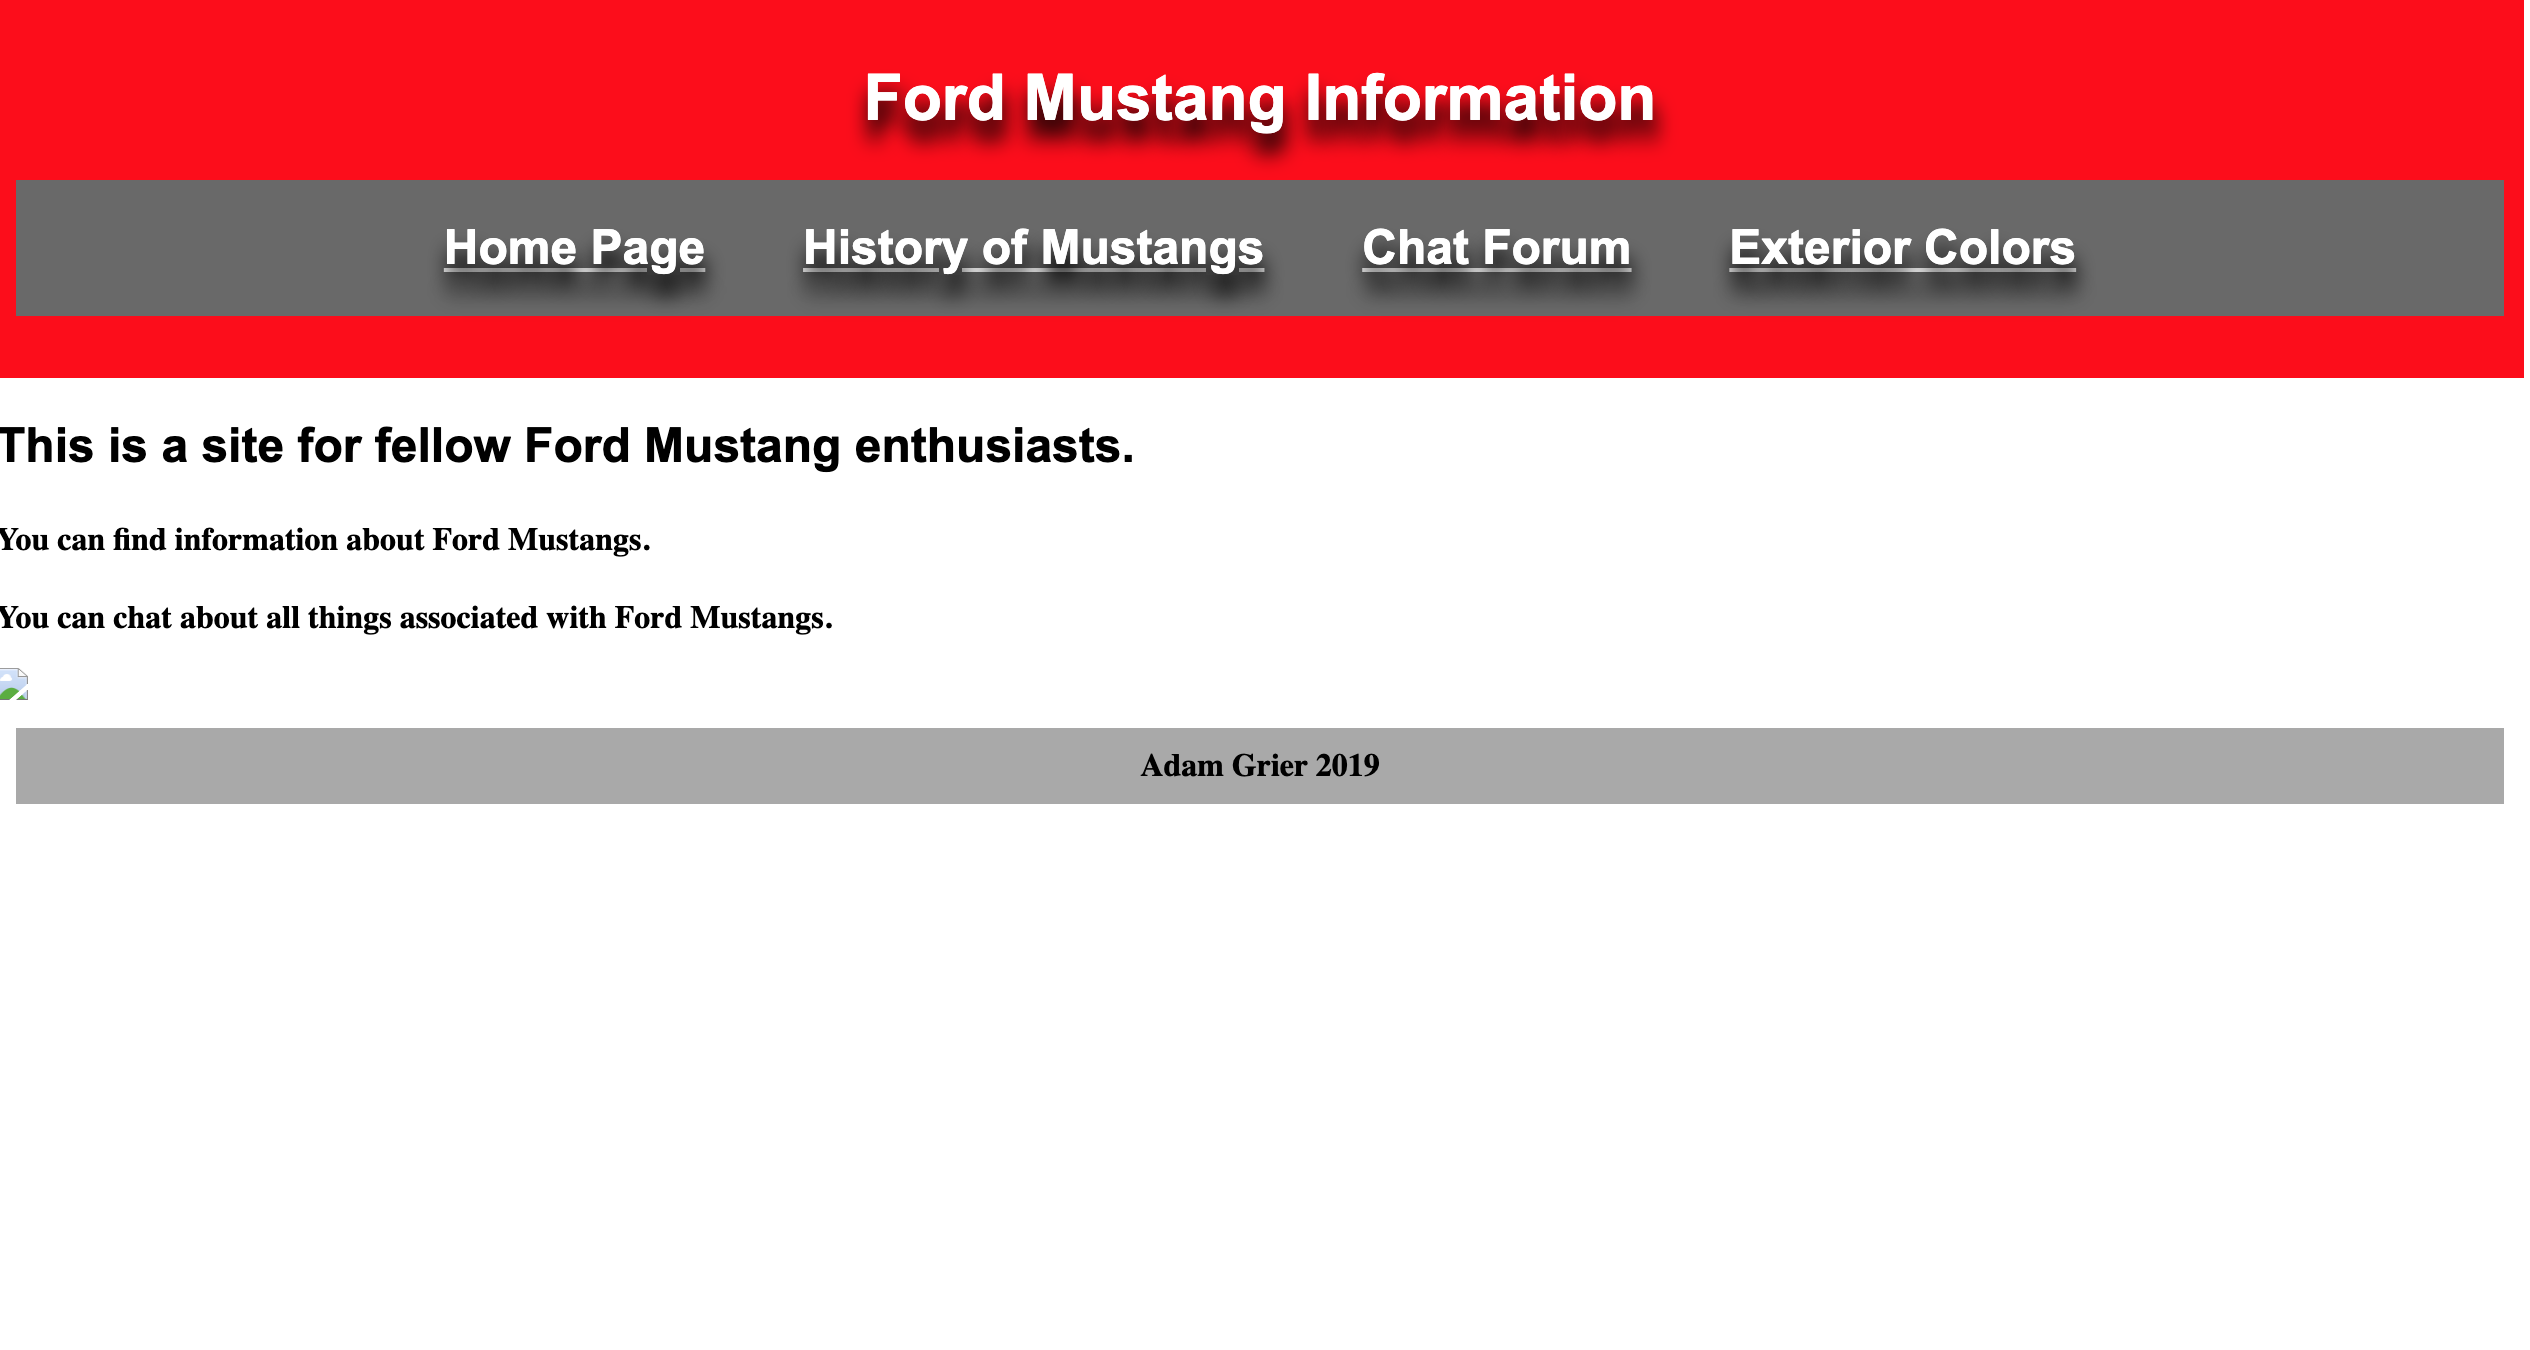 Ford Mustang Information
Home Page History of Mustangs Chat Forum Exterior Colors
This is a site for fellow Ford Mustang enthusiasts.
You can find information about Ford Mustangs.
You can chat about all things associated with Ford Mustangs.
Adam Grier 2019